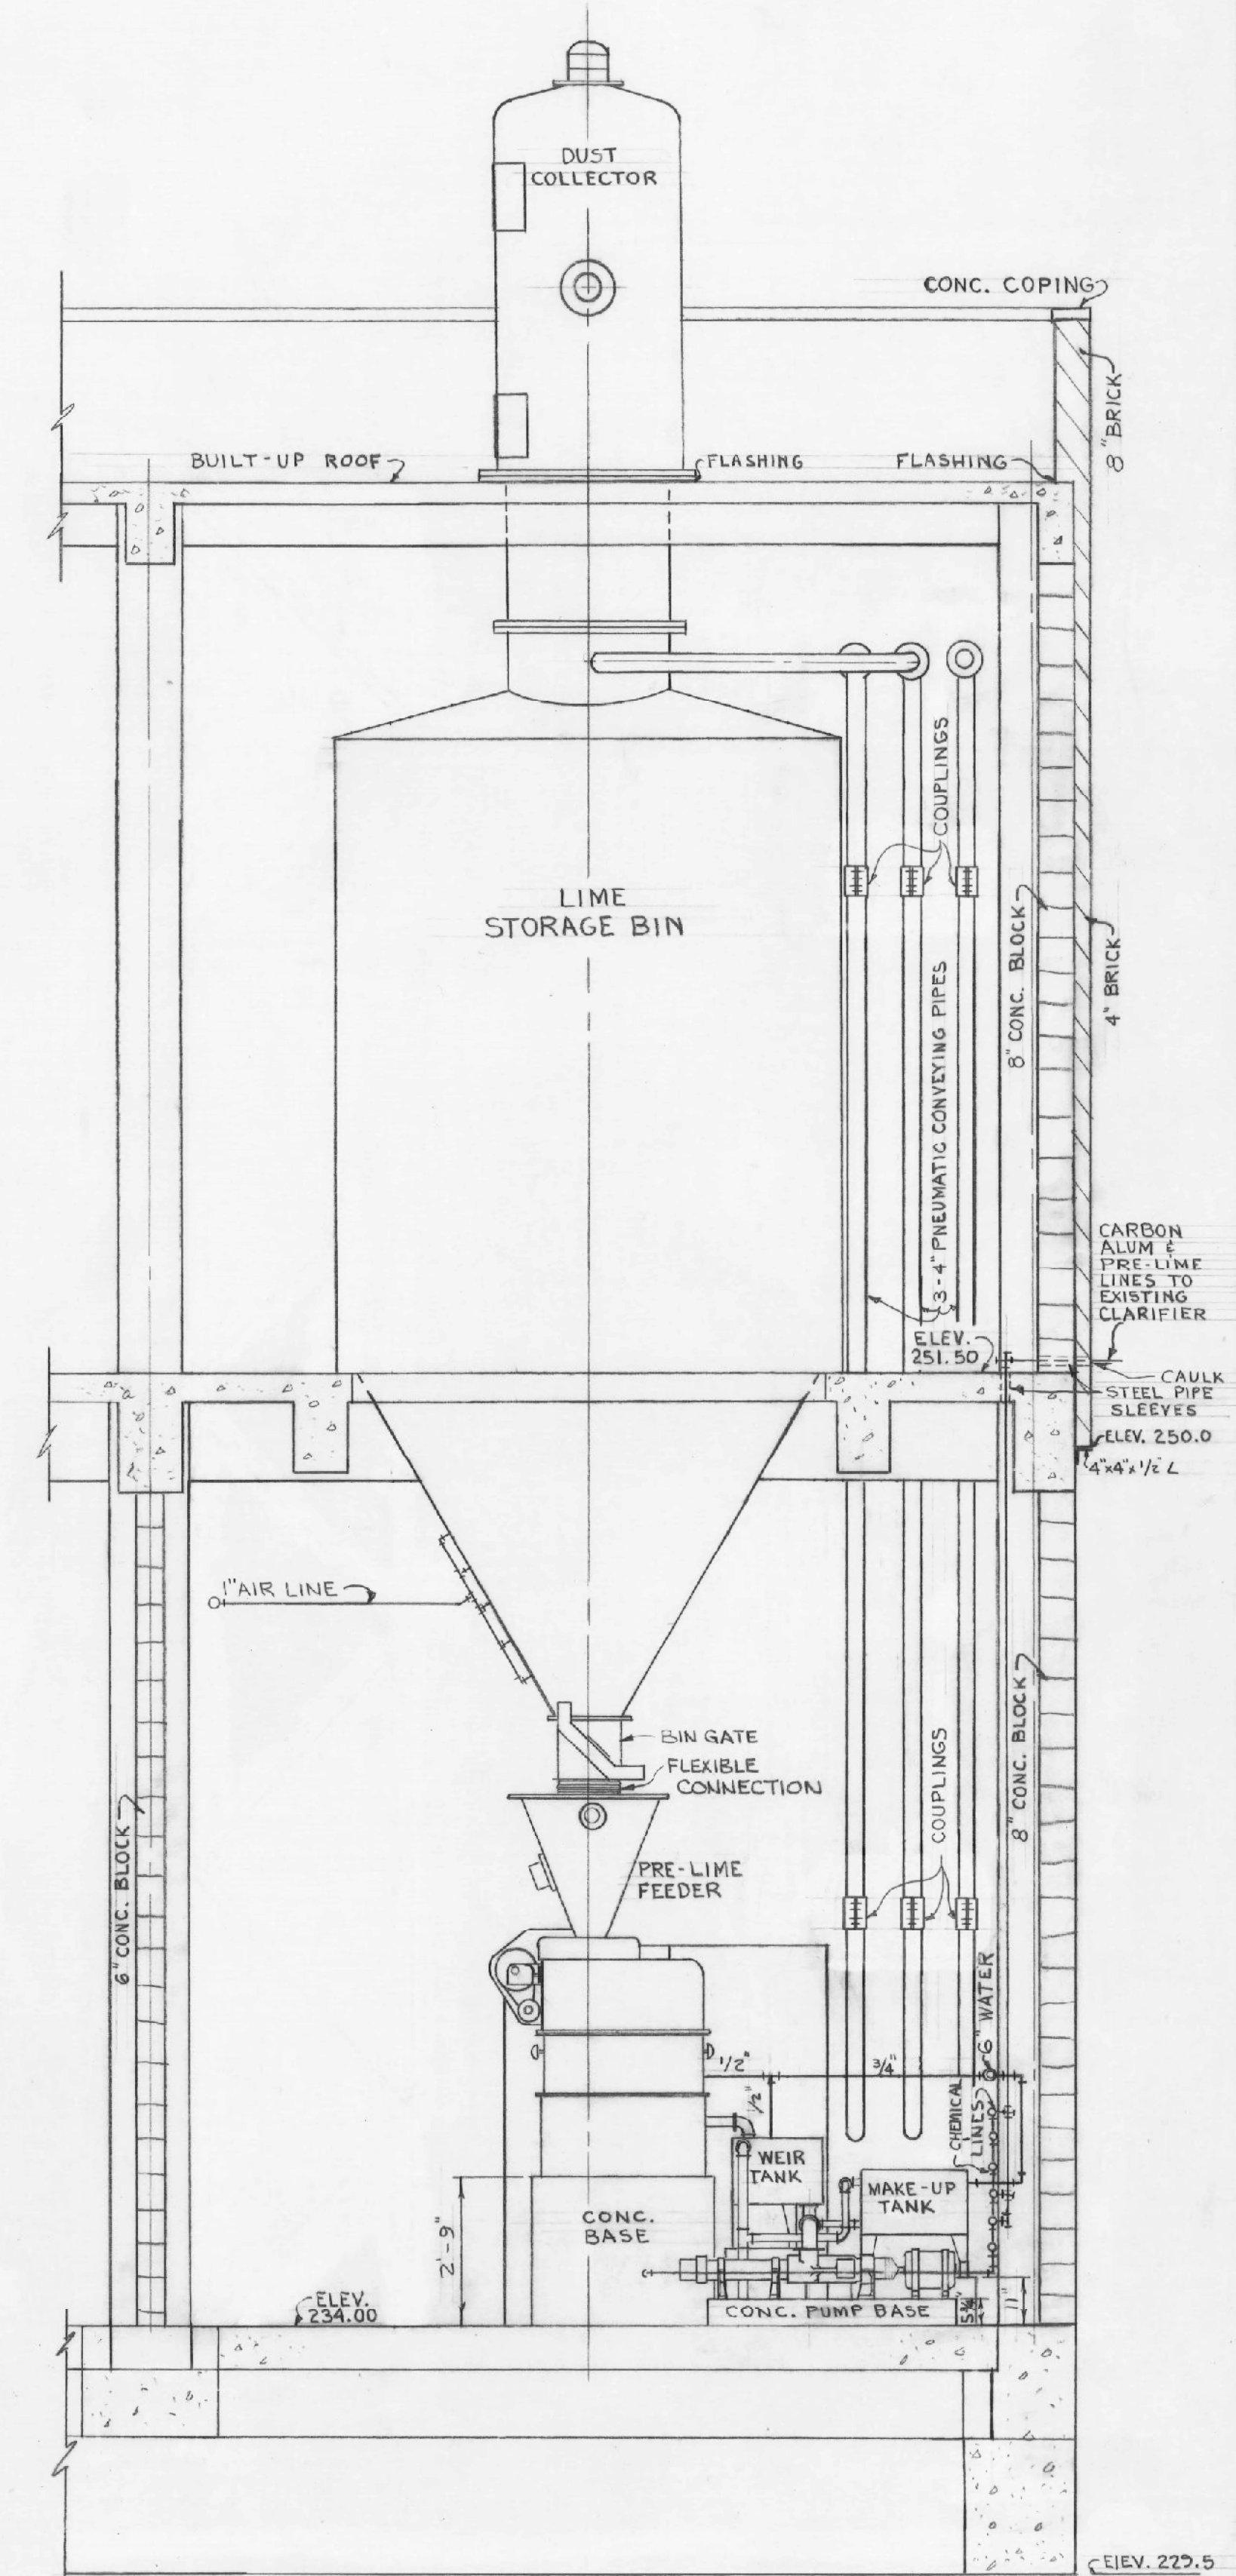 DUST
COLLECTOR
CONC. COPING
8" BRICK
BUILT-UP ROOF
FLASHING
FLASHING
COUPLINGS
LIME
STORAGE BIN
8" CONC. BLOCK
4" BRICK
3-4" PNEUMATIC CONVEYING PIPES
CARBON
ALUM &
PRE-LIME
LINES TO
EXISTING
CLARIFIER
ELEV.
251.50
CAULK
STEEL PIPE
SLEEVES
ELEV. 250.0
4"x4"x1/2" L
1" AIR LINE
BIN GATE
FLEXIBLE
CONNECTION
COUPLINGS
8" CONC. BLOCK
6" CONC. BLOCK
PRE-LIME
FEEDER
6" WATER
1/2"
3/4"
1/2"
CHEMICAL
LINES
WEIR
TANK
MAKE-UP
TANK
CONC.
BASE
2'-9"
11"
CONC. PUMP BASE
ELEV.
234.00
ELEV. 229.5